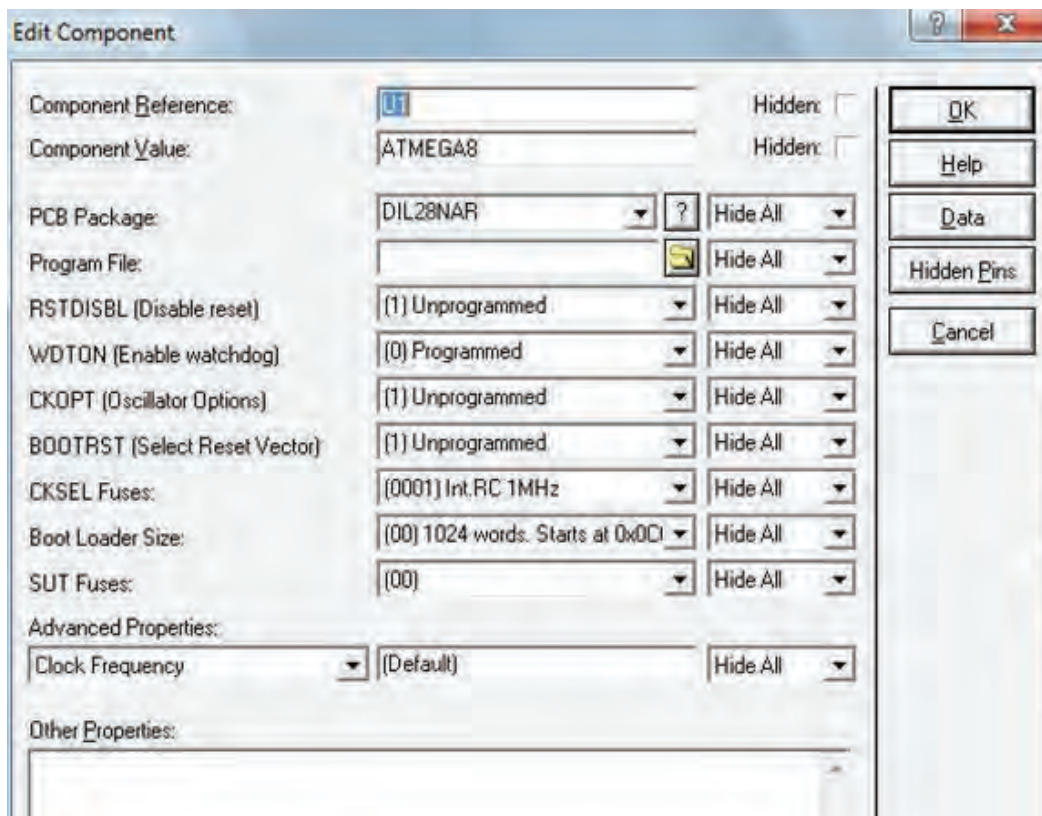 Edit Component
Component Reference: U1 Hidden: OK
Component Value: ATMEGA8 Hidden: Help
PCB Package: DIL28NAR ? Hide All Data
Program File: Hide All Hidden Pins
RSTDISBL (Disable reset) (1) Unprogrammed Hide All Cancel
WDTON (Enable watchdog) (0) Programmed Hide All
CKOPT (Oscillator Options) (1) Unprogrammed Hide All
BOOTRST (Select Reset Vector) (1) Unprogrammed Hide All
CKSEL Fuses: (0001) Int.RC 1MHz Hide All
Boot Loader Size: (00) 1024 words. Starts at Hide All
SUT Fuses: (00) Hide All
Advanced Properties:
Clock Frequency (Default) Hide All
Other Properties: